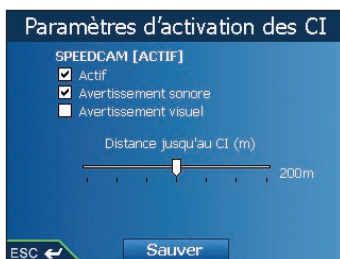 Paramètres d'activation des CI
SPEEDCAM [ACTIF]
Actif
Avertissement sonore
Avertissement visuel
Distance jusqu'au CI (m)
200m
ESC
Sauver